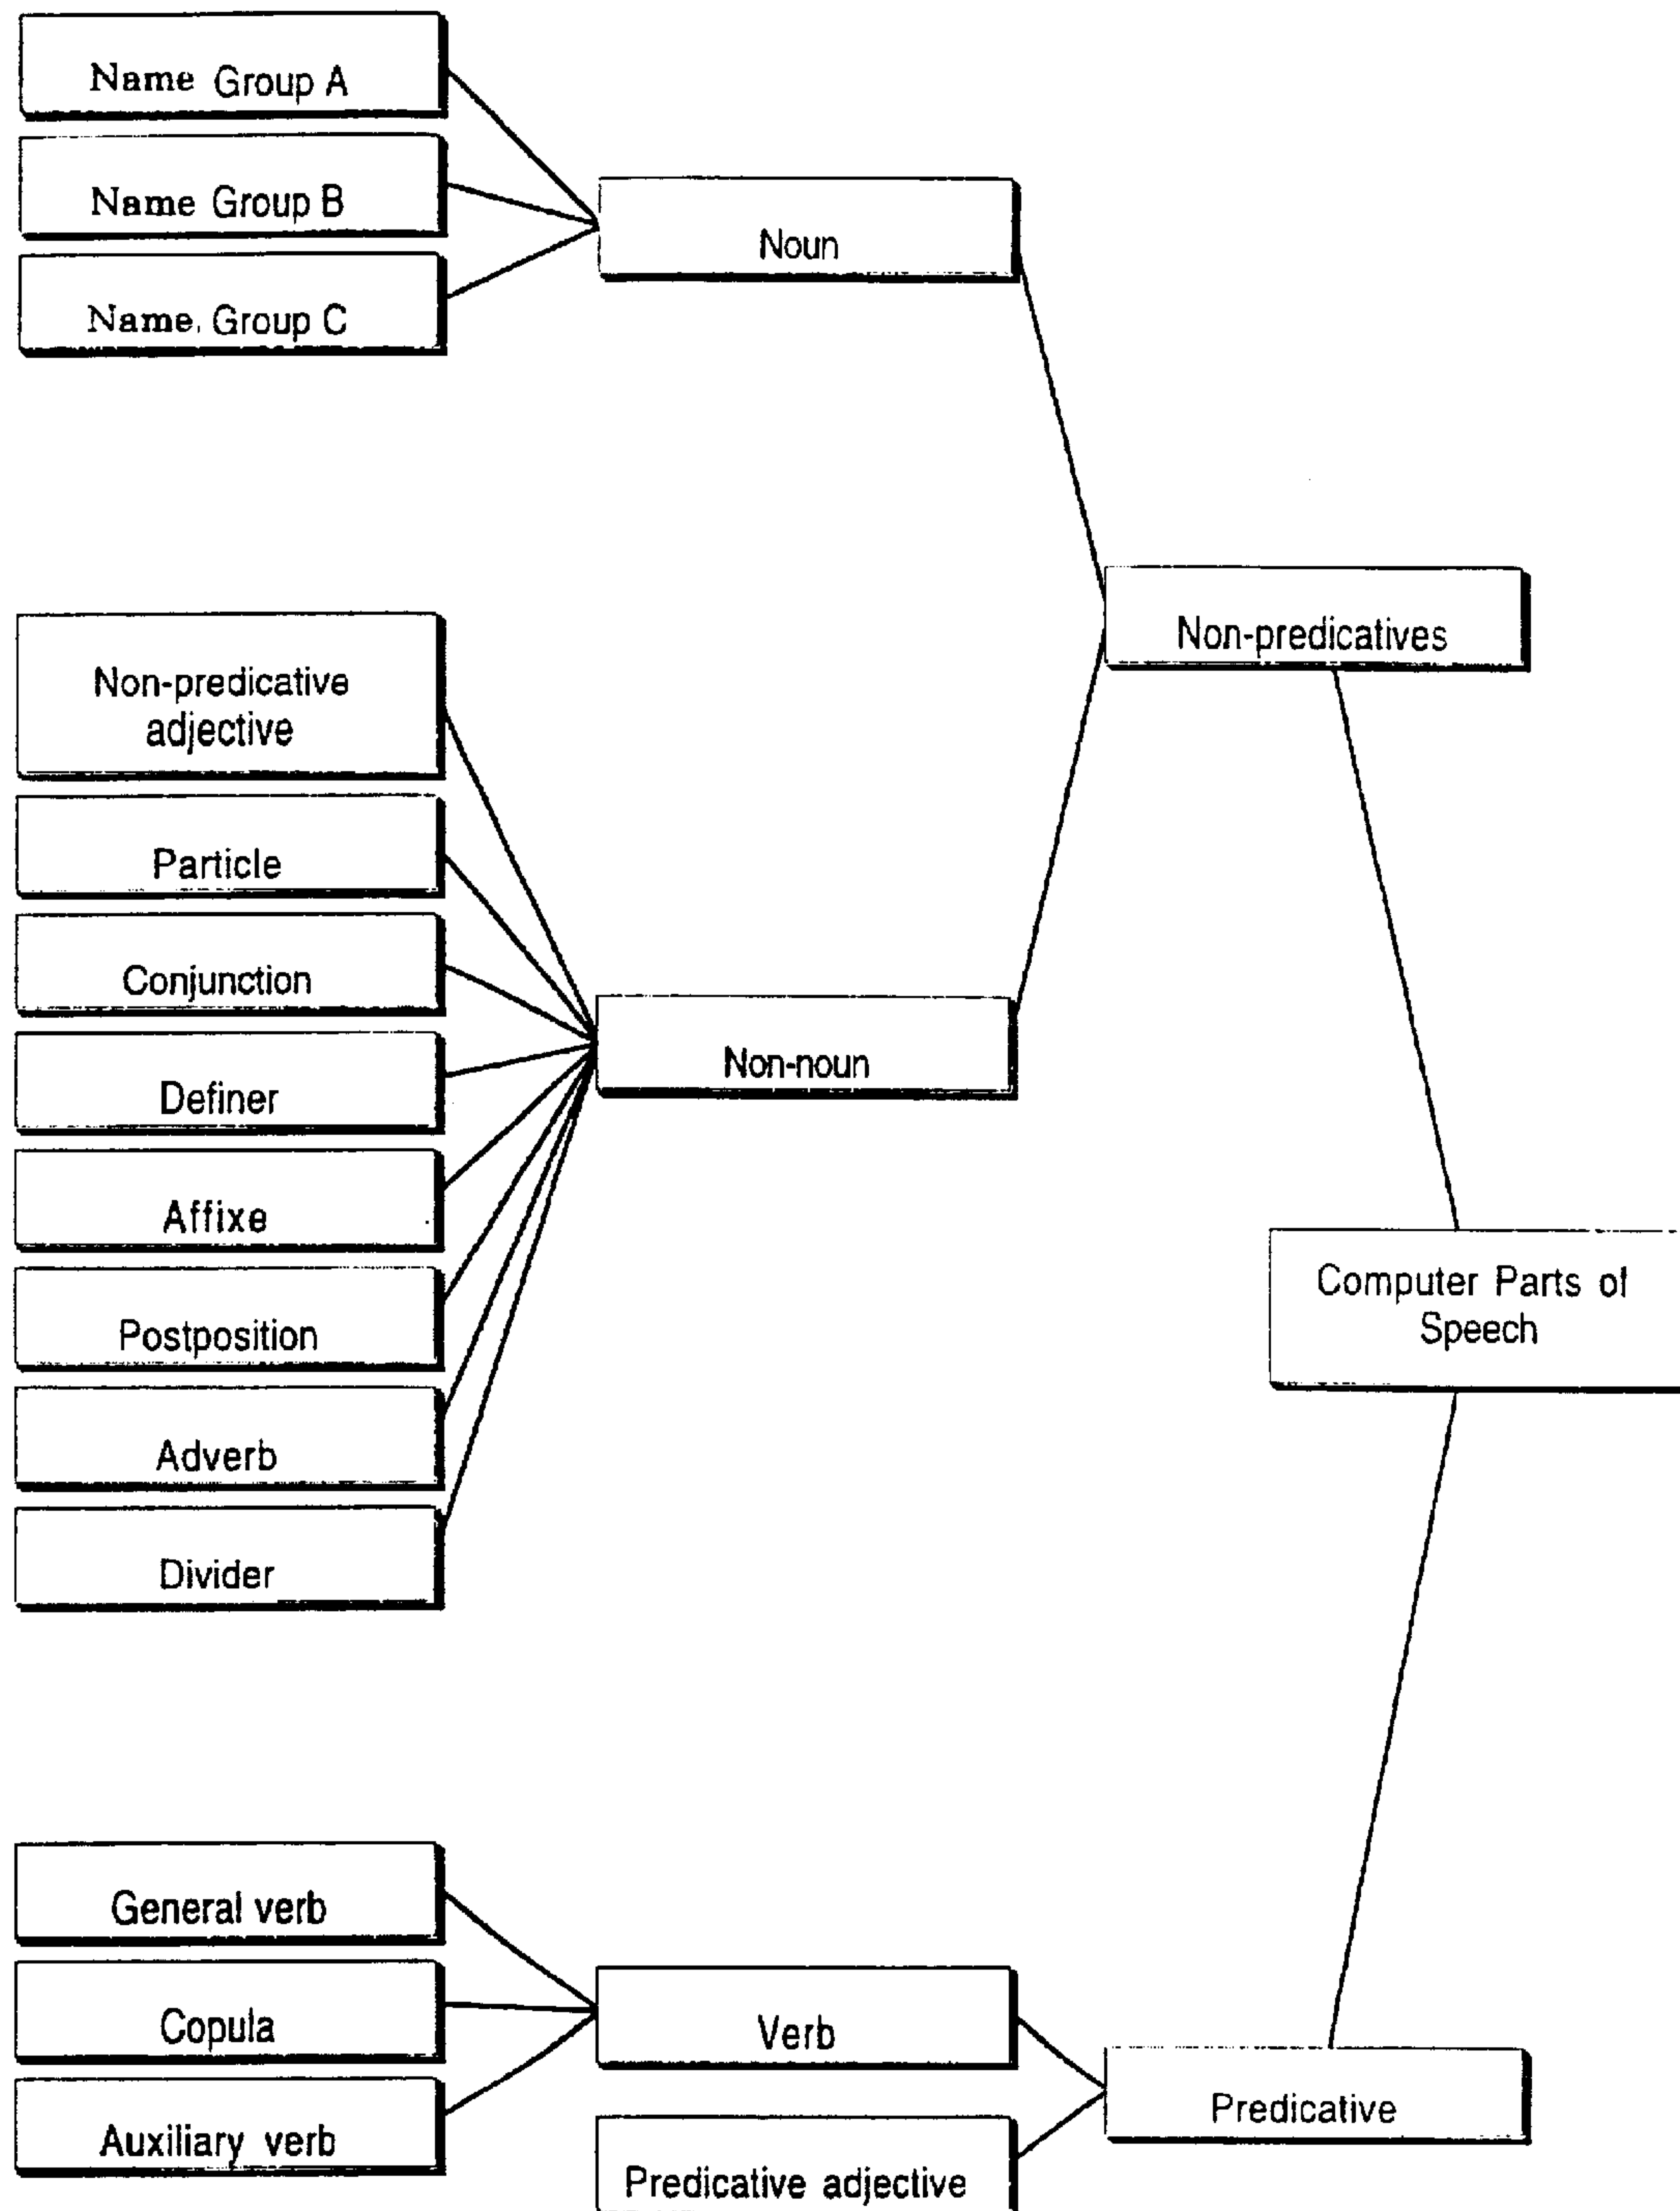 Name Group A
Name Group B
Name Group C
Noun
Non-predicatives
Non-predicative
adjective
Particle
Conjunction
Definer
Affixe
Postposition
Adverb
Divider
Non-noun
Computer Parts of
Speech
General verb
Copula
Auxiliary verb
Verb
Predicative adjective
Predicative